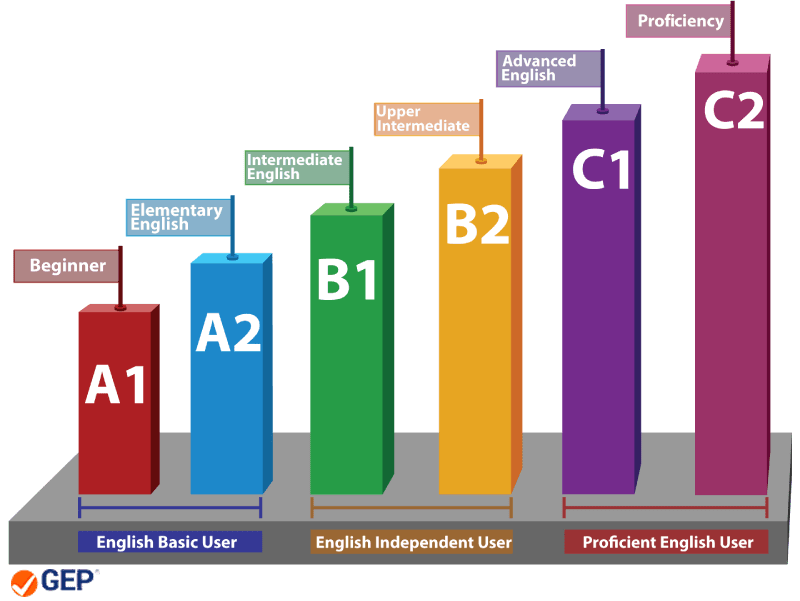 Proficiency
C2
Advanced
English
C1
Upper
Intermediate
B2
Intermediate
English
B1
Elementary
English
A2
Beginner
A1
English Basic User
English Independent User
Proficient English User
GEP